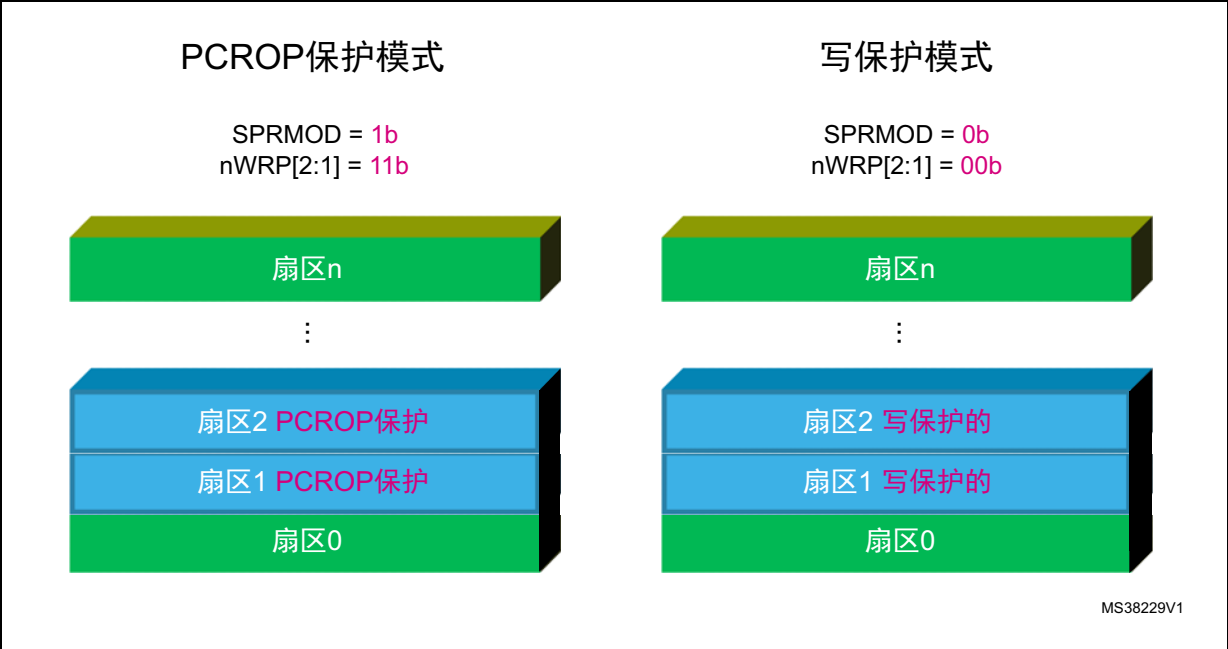 PCROP保护模式
SPRMOD = 1b
nWRP[2:1] = 11b
扇区n
⋮
扇区2 PCROP保护
扇区1 PCROP保护
扇区0
写保护模式
SPRMOD = 0b
nWRP[2:1] = 00b
扇区n
⋮
扇区2 写保护的
扇区1 写保护的
扇区0
MS38229V1